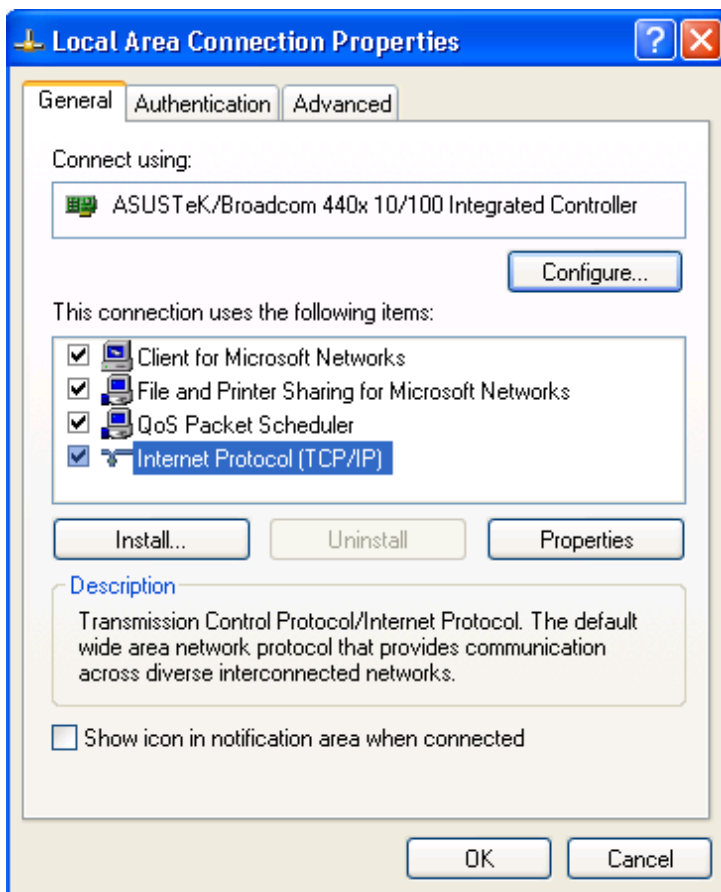 Local Area Connection Properties
General Authentication Advanced
Connect using:
ASUSTeK/Broadcom 440x 10/100 Integrated Controller
Configure...
This connection uses the following items:
Client for Microsoft Networks
File and Printer Sharing for Microsoft Networks
QoS Packet Scheduler
Internet Protocol (TCP/IP)
Install... Uninstall Properties
Description
Transmission Control Protocol/Internet Protocol. The default
wide area network protocol that provides communication
across diverse interconnected networks.
Show icon in notification area when connected
OK Cancel